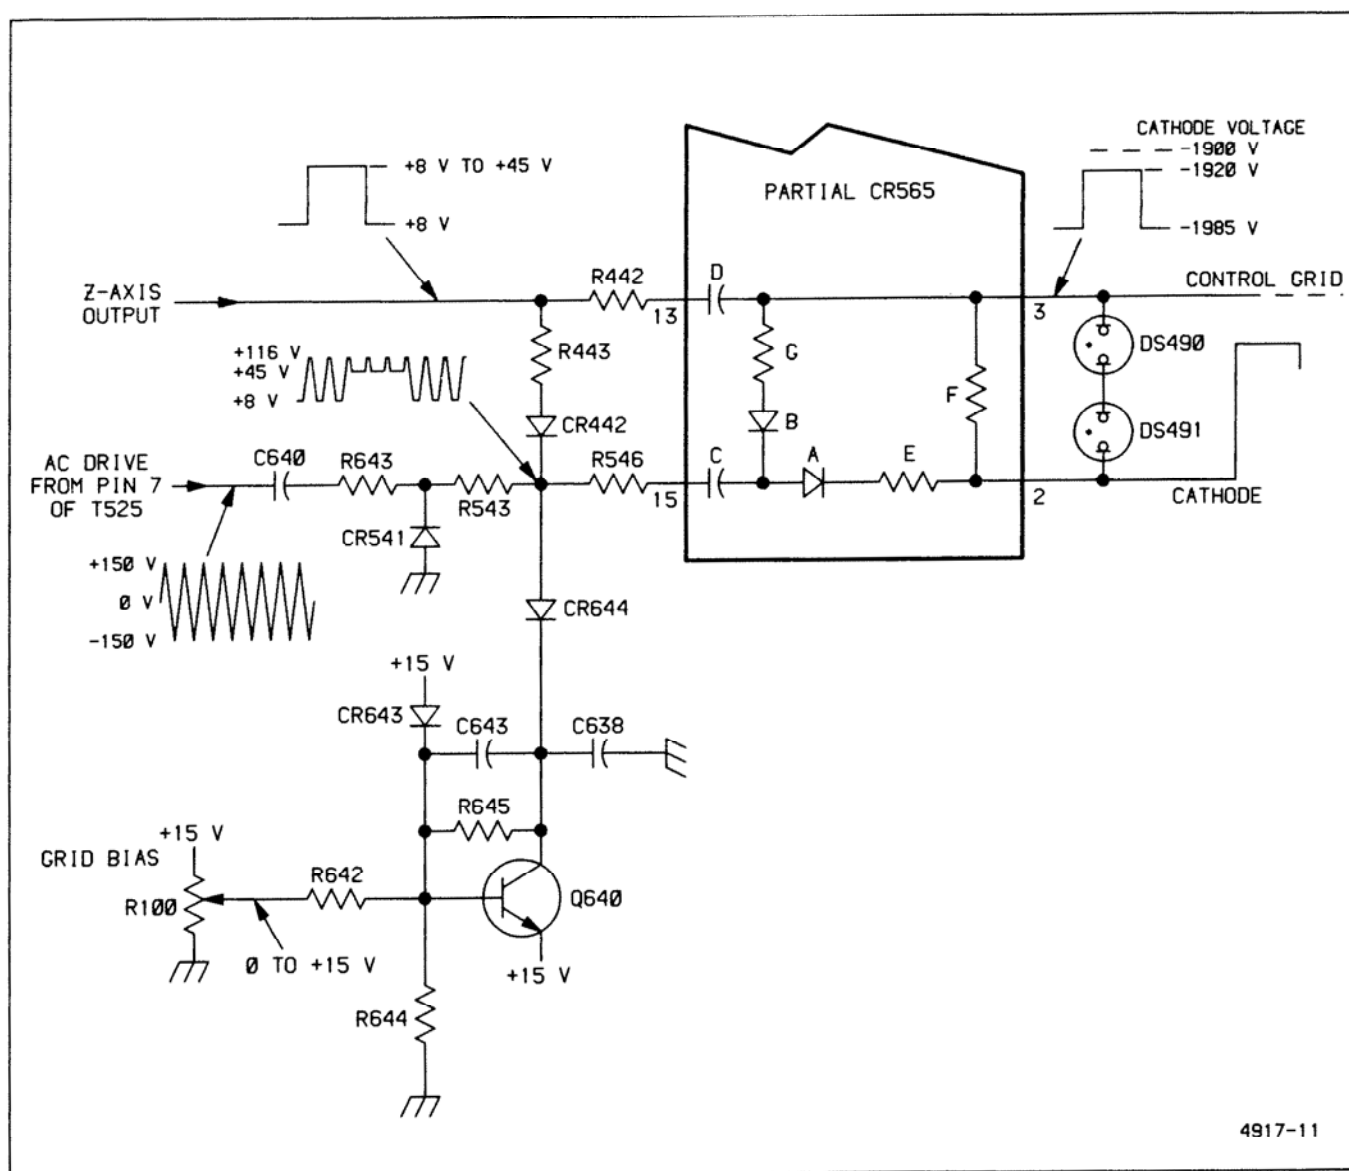 CATHODE VOLTAGE
-1900 V
-1920 V
-1985 V
+8 V TO +45 V
+8 V
PARTIAL CR565
Z-AXIS
OUTPUT
R442
13
D
3
CONTROL GRID
+116 V
+45 V
+8 V
R443
G
F
DS490
CR442
B
DS491
AC DRIVE
FROM PIN 7
OF T525
C640
R643
R543
R546
15
C
A
E
2
CATHODE
CR541
+150 V
0 V
-150 V
CR644
+15 V
CR643
C643
C638
R645
+15 V
GRID BIAS
R100
R642
Q640
0 TO +15 V
+15 V
R644
4917-11